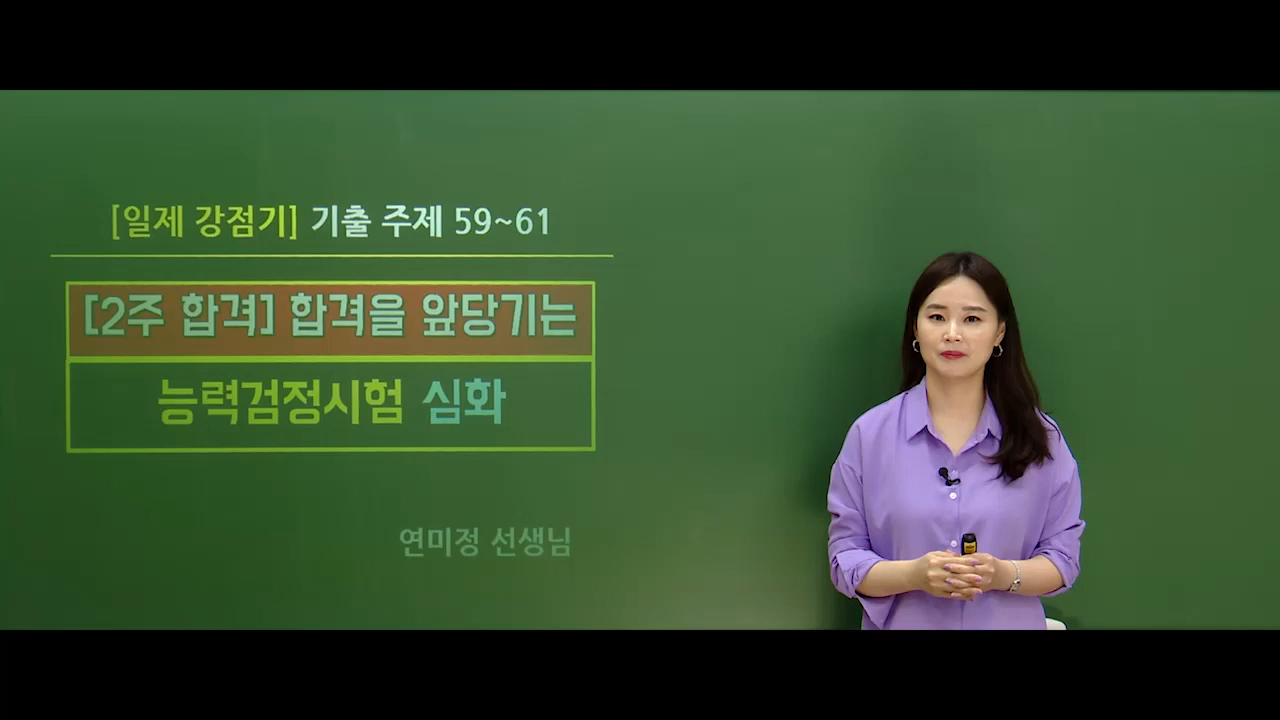 [일제 강점기] 기출 주제 59~61
[2주 합격] 합격을 앞당기는
능력검정시험 심화
연미정 선생님